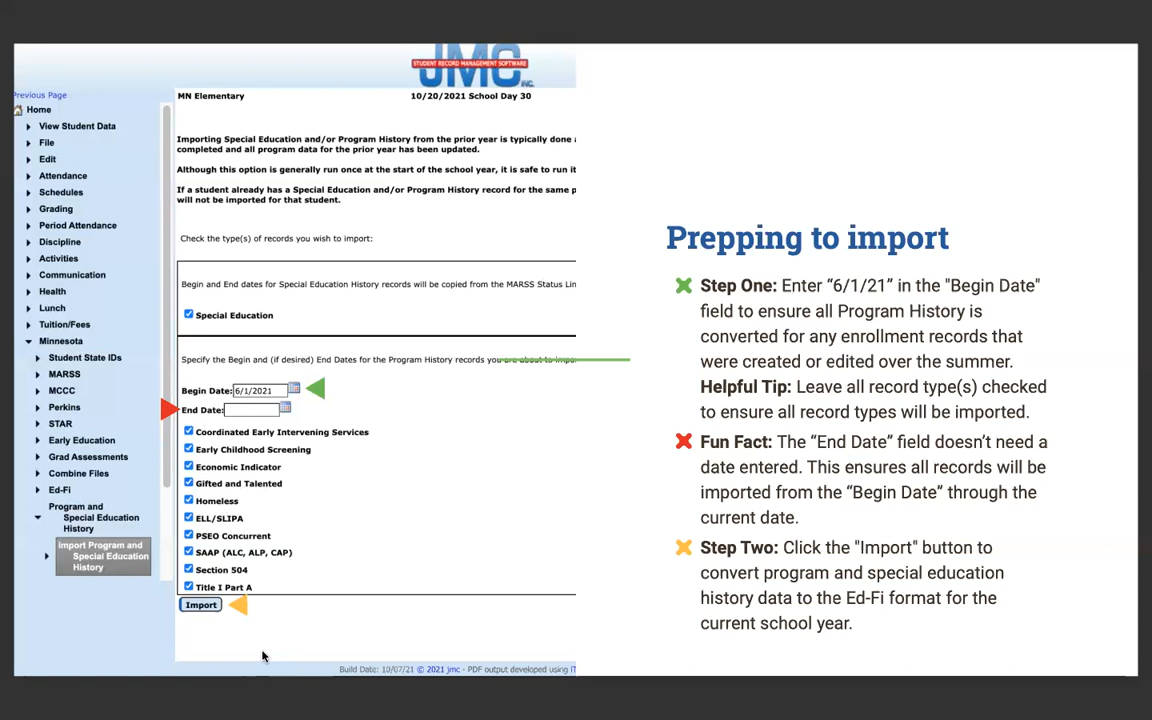 JMC
STUDENT RECORD MANAGEMENT SOFTWARE
INC.
Previous Page
Home
View Student Data
File
Edit
Attendance
Schedules
Grading
Period Attendance
Discipline
Activities
Communication
Health
Lunch
Tuition/Fees
Minnesota
Student State IDs
MARSS
MCCC
Perkins
STAR
Early Education
Grad Assessments
Combine Files
Ed-Fi
Program and
Special Education
History
Import Program and
Special Education
History
MN Elementary
10/20/2021 School Day 30
Importing Special Education and/or Program History from the prior year is typically done
completed and all program data for the prior year has been updated.
Although this option is generally run once at the start of the school year, it is safe to run it
If a student already has a Special Education and/or Program History record for the same p
will not be imported for that student.
Check the type(s) of records you wish to import:
Begin and End dates for Special Education History records will be copied from the MARSS Status Lin
Special Education
Specify the Begin and (if desired) End Dates for the Program History records you are about to impo
Begin Date: 6/1/2021
End Date:
Coordinated Early Intervening Services
Early Childhood Screening
Economic Indicator
Gifted and Talented
Homeless
ELL/SLIPA
PSEO Concurrent
SAAP (ALC, ALP, CAP)
Section 504
Title I Part A
Import
Build Date: 10/07/21 © 2021 jmc - PDF output developed using iT
Prepping to import
Step One: Enter “6/1/21” in the "Begin Date"
field to ensure all Program History is
converted for any enrollment records that
were created or edited over the summer.
Helpful Tip: Leave all record type(s) checked
to ensure all record types will be imported.
Fun Fact: The “End Date” field doesn’t need a
date entered. This ensures all records will be
imported from the “Begin Date” through the
current date.
Step Two: Click the "Import" button to
convert program and special education
history data to the Ed-Fi format for the
current school year.